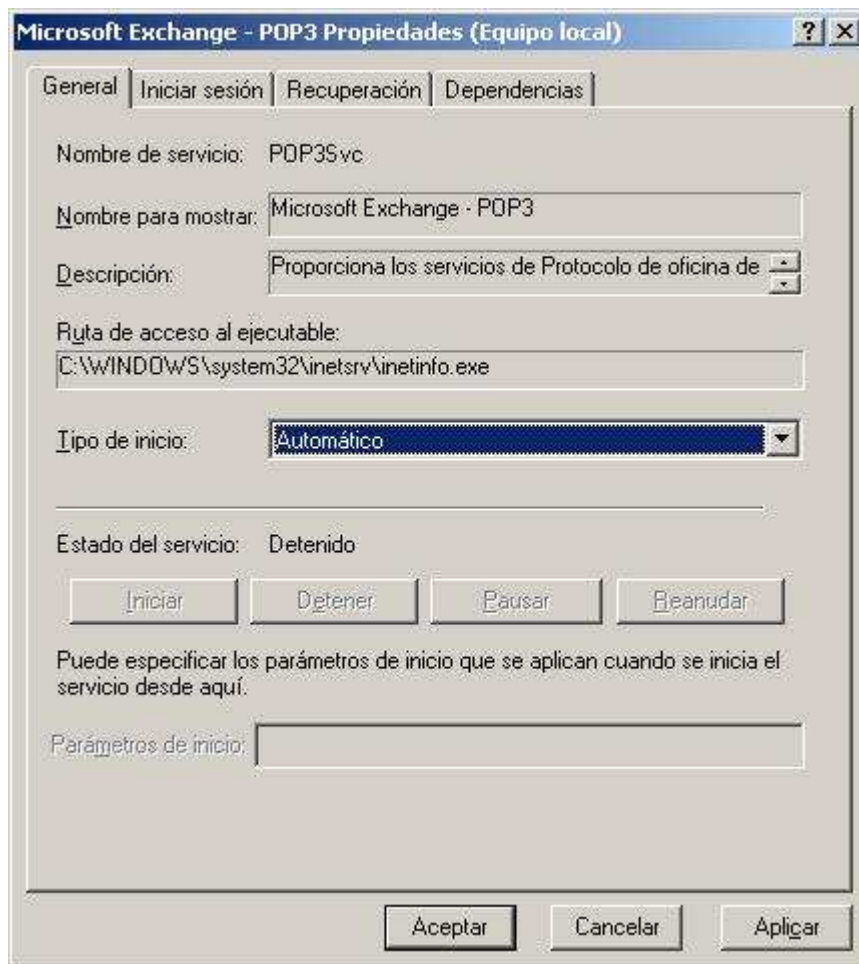 Microsoft Exchange - POP3 Propiedades (Equipo local)
General Iniciar sesión Recuperación Dependencias
Nombre de servicio: POP3Svc
Nombre para mostrar: Microsoft Exchange - POP3
Descripción: Proporciona los servicios de Protocolo de oficina de
Ruta de acceso al ejecutable:
C:\WINDOWS\system32\inetsrv\inetinfo.exe
Tipo de inicio: Automático
Estado del servicio: Detenido
Iniciar Detener Pausar Reanudar
Puede especificar los parámetros de inicio que se aplican cuando se inicia el
servicio desde aquí.
Parámetros de inicio:
Aceptar Cancelar Aplicar